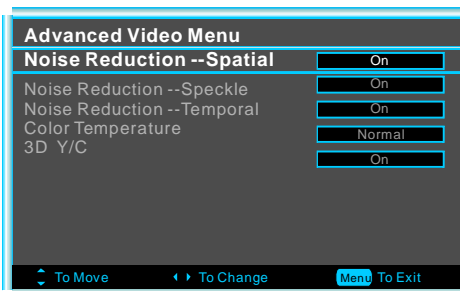 Advanced Video Menu
Noise Reduction --Spatial On
Noise Reduction --Speckle On
Noise Reduction --Temporal On
Color Temperature Normal
3D Y/C On
To Move To Change Menu To Exit